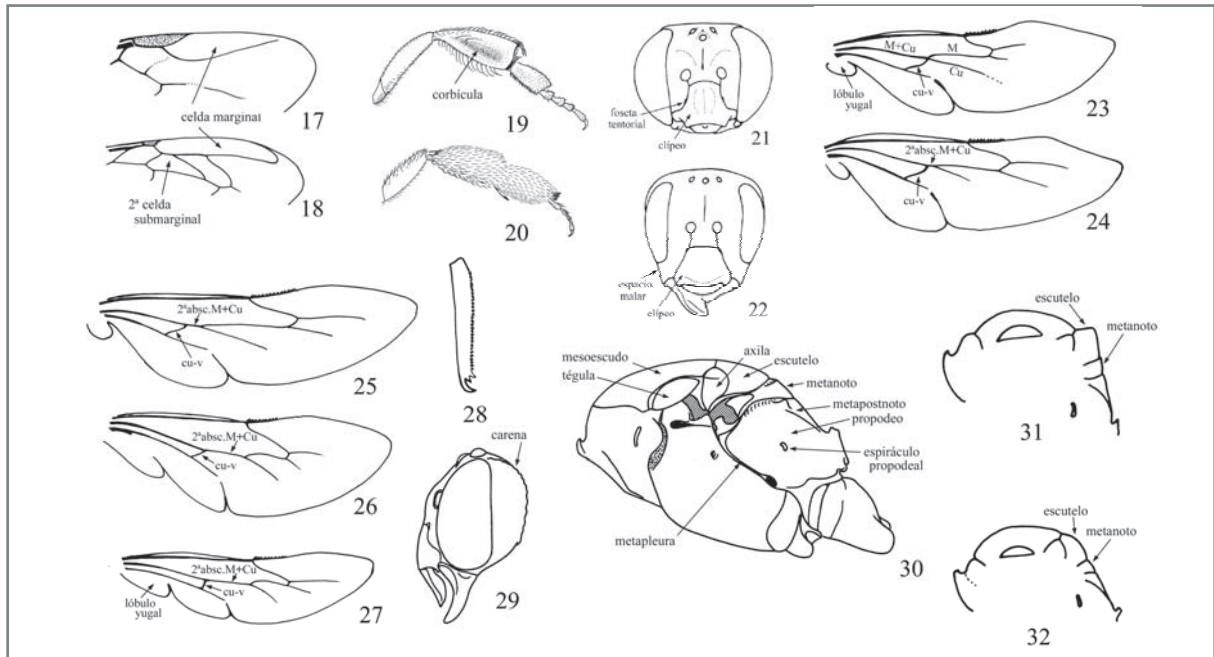 celda marginal
17
2ª celda
submarginal
18
corbícula
19
20
foseta
tentorial
clípeo
21
espacio
malar
clípeo
22
M+Cu
M
Cu
lóbulo
yugal
cu-v
23
2ªabsc.M+Cu
cu-v
24
2ªabsc.M+Cu
cu-v
25
2ªabsc.M+Cu
cu-v
26
2ªabsc.M+Cu
lóbulo
yugal
cu-v
27
28
carena
29
mesoescudo
tégula
axila
escutelo
metanoto
metapostnoto
propodeo
espiráculo
propodeal
metapleura
30
escutelo
metanoto
31
escutelo
metanoto
32